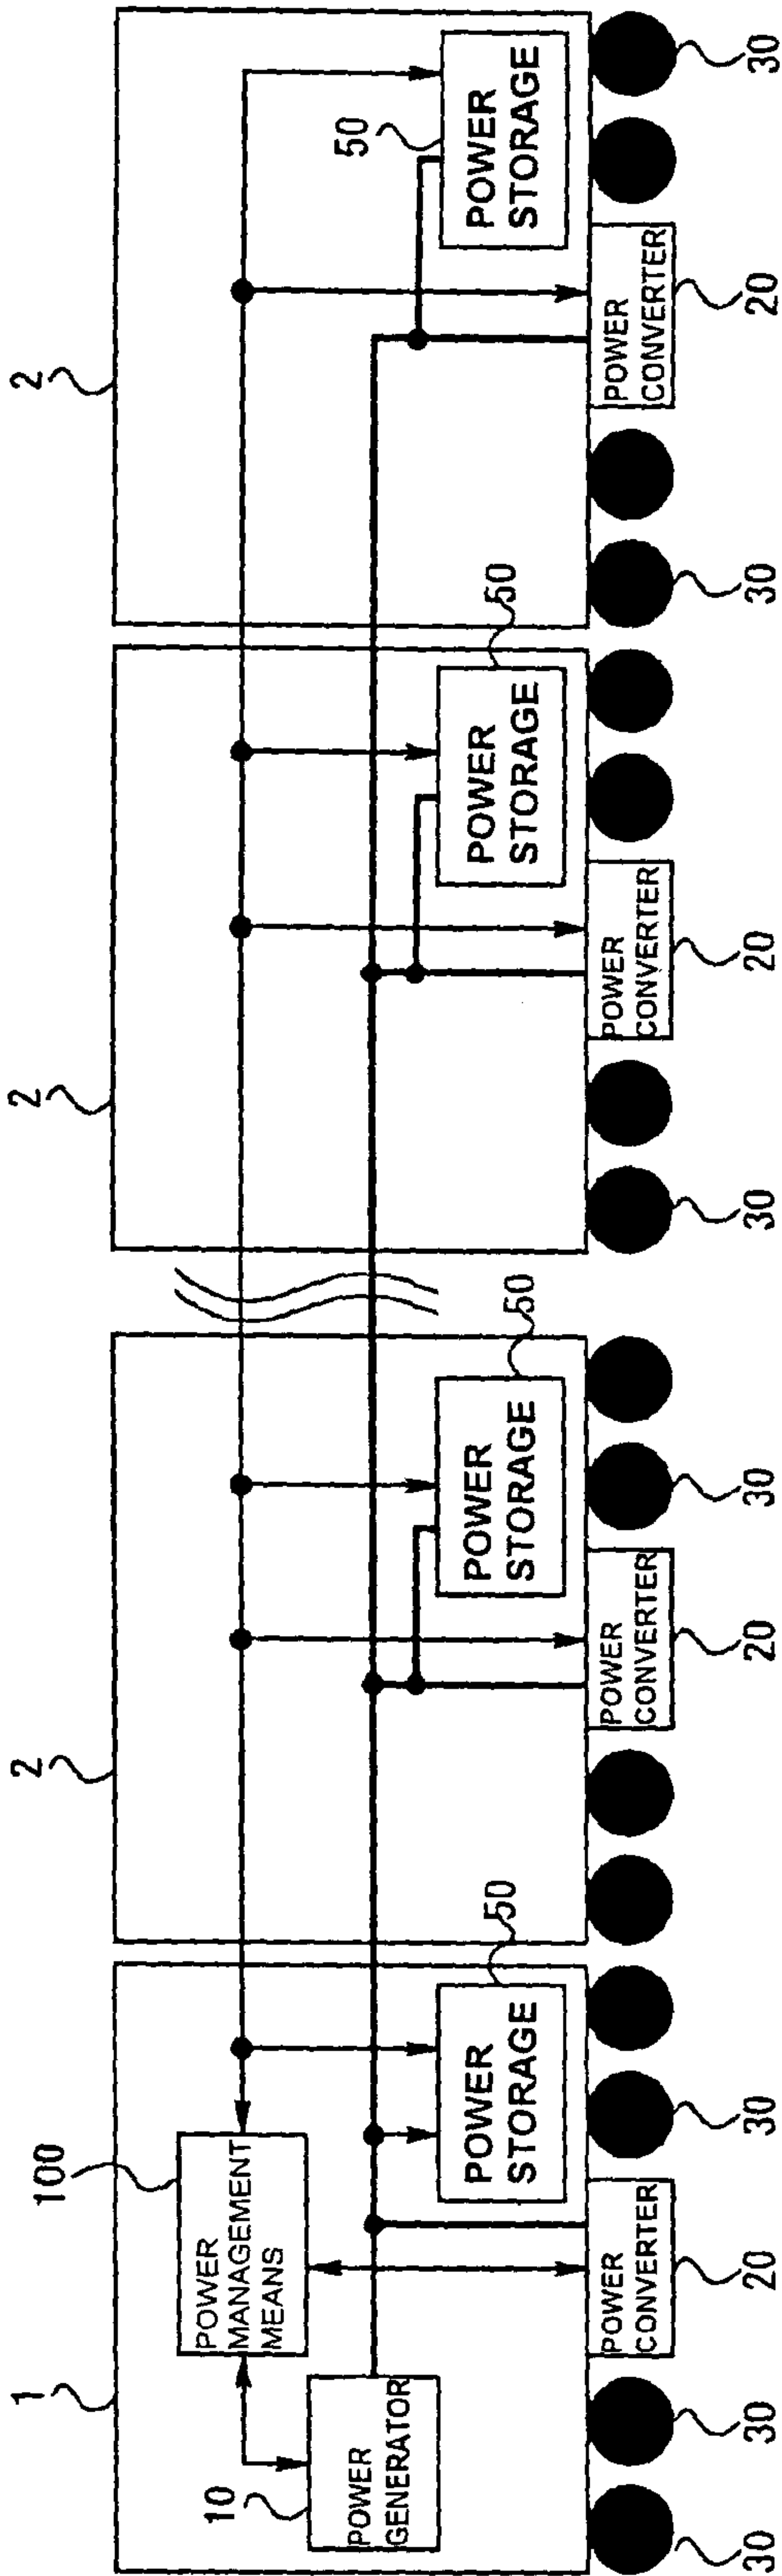 1
100
2
2
2
POWER
MANAGEMENT
MEANS
10
POWER
GENERATOR
50
POWER
STORAGE
50
POWER
STORAGE
50
POWER
STORAGE
50
POWER
STORAGE
POWER
CONVERTER
POWER
CONVERTER
POWER
CONVERTER
POWER
CONVERTER
30
30
20
30
20
30
30
20
30
20
30